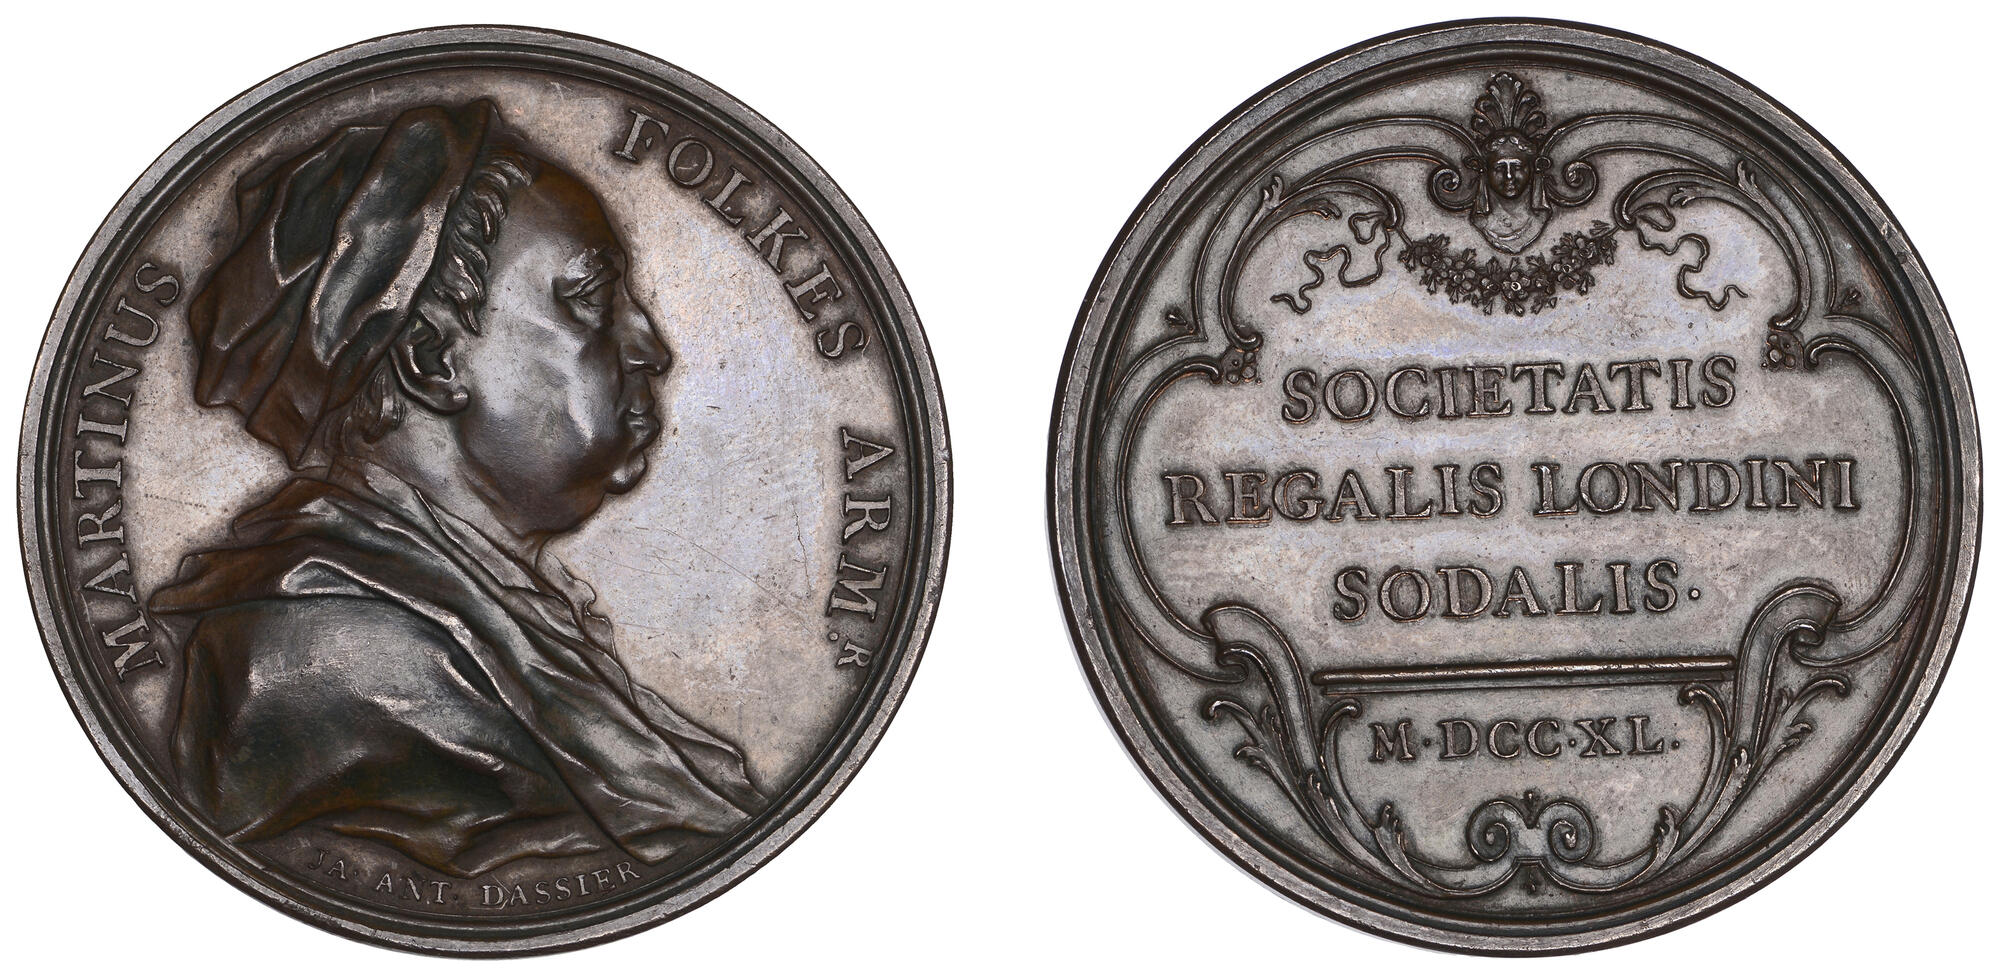 MARTINUS FOLKES ARM.R
JA. ANT. DASSIER
SOCIETATIS
REGALIS LONDINI
SODALIS.
M.DCC.XL.